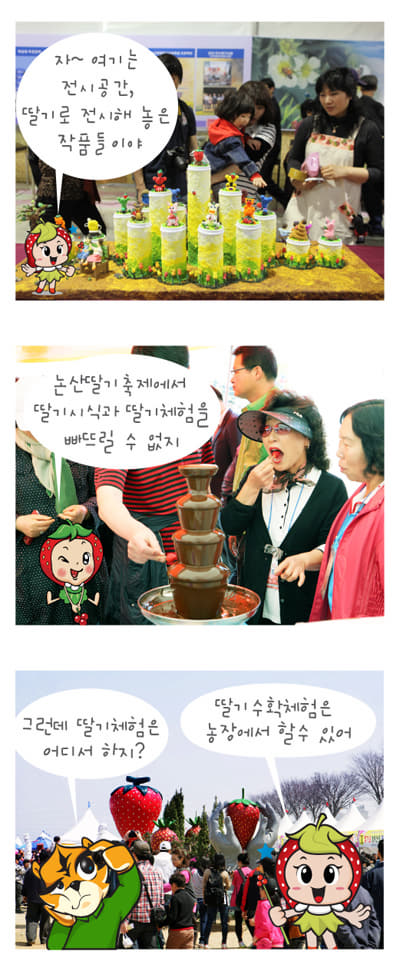 자~ 여기는
전시공간,
딸기로 전시해 놓은
작품들이야
논산딸기축제에서
딸기시식과 딸기체험을
빠뜨릴 수 없지
그런데 딸기체험은
어디서 하지?
딸기수확체험은
농장에서 할수 있어